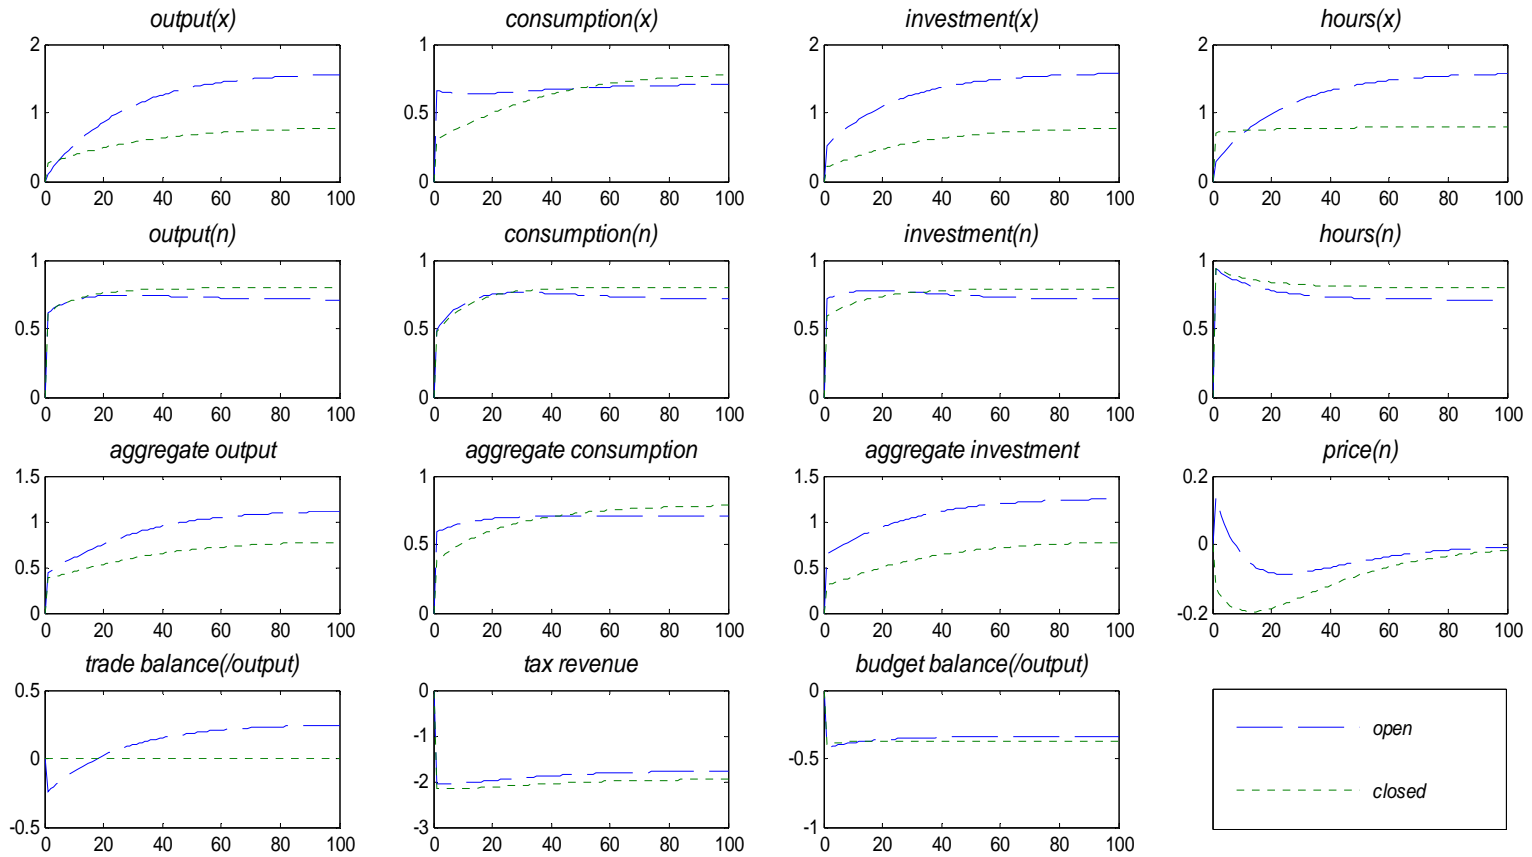 output(x) consumption(x) investment(x) hours(x)
2 1 2 2
1 0.5 1 1
0 0 0 0
0 20 40 60 80 100 0 20 40 60 80 100 0 20 40 60 80 100 0 20 40 60 80 100
output(n) consumption(n) investment(n) hours(n)
1 1 1 1
0.5 0.5 0.5 0.5
0 0 0 0
0 20 40 60 80 100 0 20 40 60 80 100 0 20 40 60 80 100 0 20 40 60 80 100
aggregate output aggregate consumption aggregate investment price(n)
1.5 1 1.5 0.2
1 0.5 1 0
0.5 0.5
0 0 0 -0.2
0 20 40 60 80 100 0 20 40 60 80 100 0 20 40 60 80 100 0 20 40 60 80 100
trade balance(/output) tax revenue budget balance(/output)
0.5 0 0
-1
0 -0.5 open
-2
closed
-0.5 -3 -1
0 20 40 60 80 100 0 20 40 60 80 100 0 20 40 60 80 100